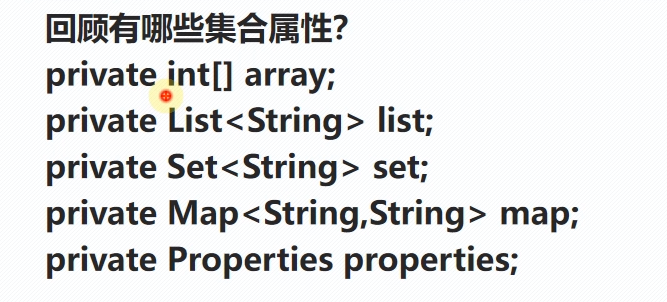 回顾有哪些集合属性？
private int[] array;
private List<String> list;
private Set<String> set;
private Map<String,String> map;
private Properties properties;